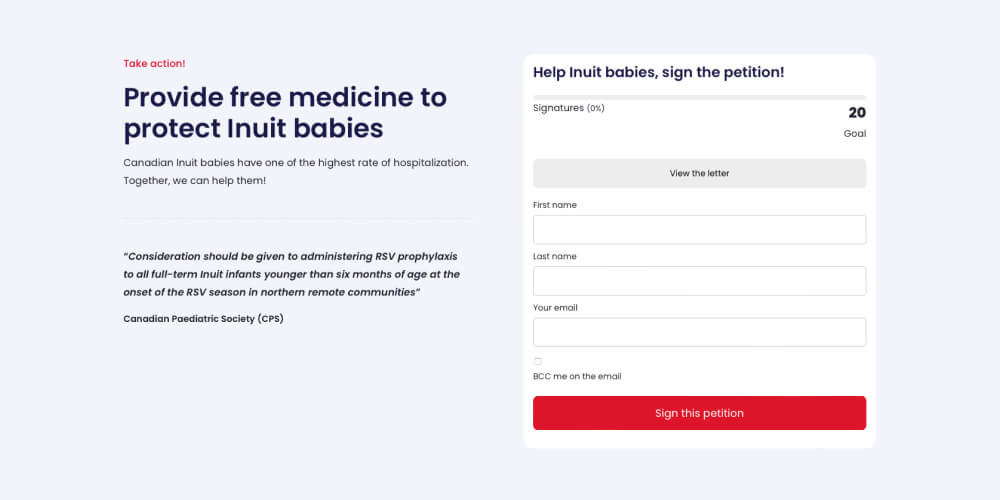 Take action!
Provide free medicine to
protect Inuit babies
Canadian Inuit babies have one of the highest rate of hospitalization.
Together, we can help them!
“Consideration should be given to administering RSV prophylaxis
to all full-term Inuit infants younger than six months of age at the
onset of the RSV season in northern remote communities”
Canadian Paediatric Society (CPS)
Help Inuit babies, sign the petition!
Signatures (0%)
20
Goal
View the letter
First name
Last name
Your email
BCC me on the email
Sign this petition